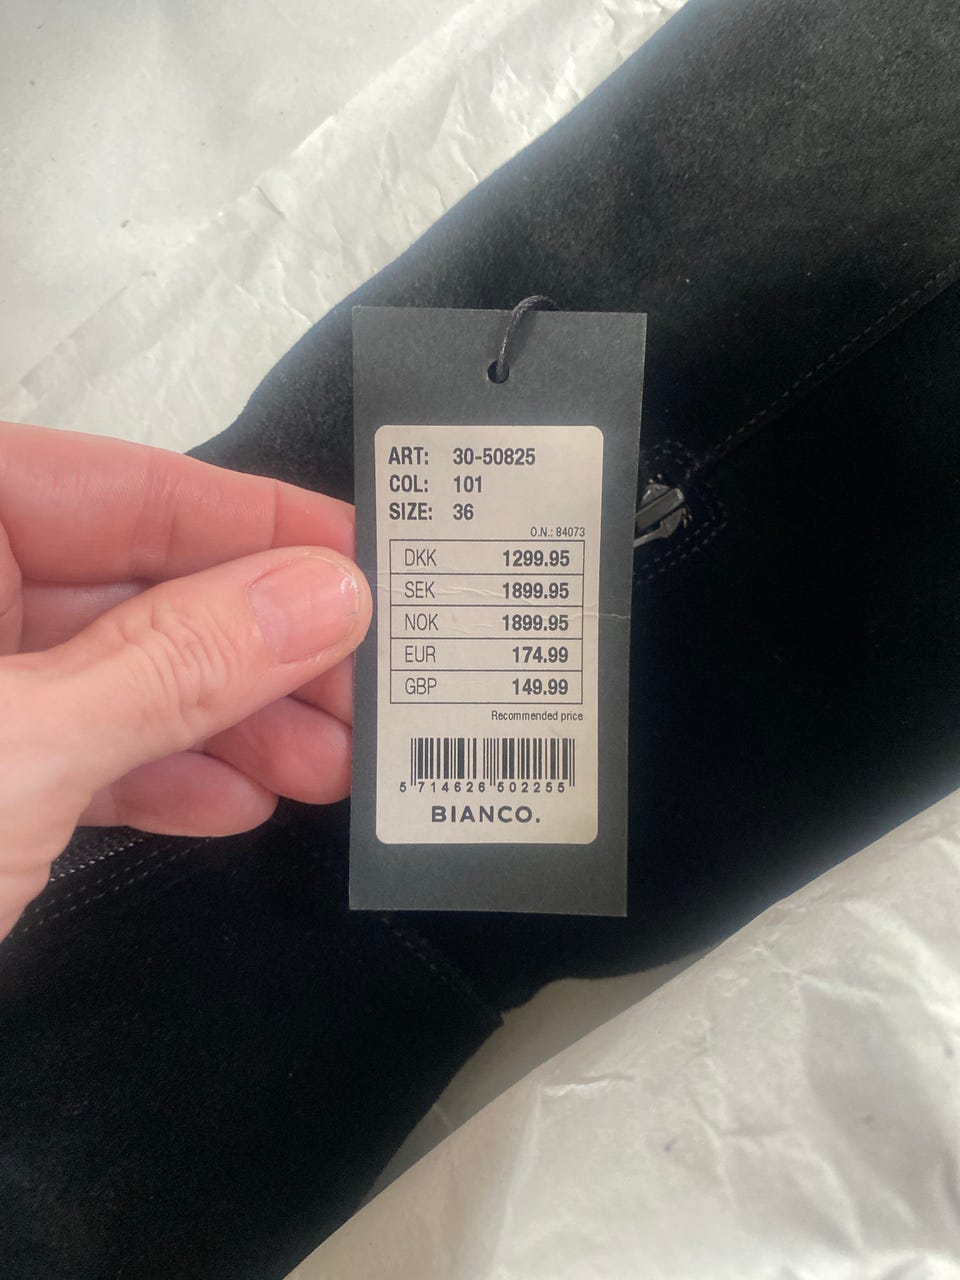 ART: 30-50825
COL: 101
SIZE: 36
O.N.: 84073
DKK 1299.95
SEK 1899.95
NOK 1899.95
EUR 174.99
GBP 149.99
Recommended price
5 714626 502255
BIANCO.